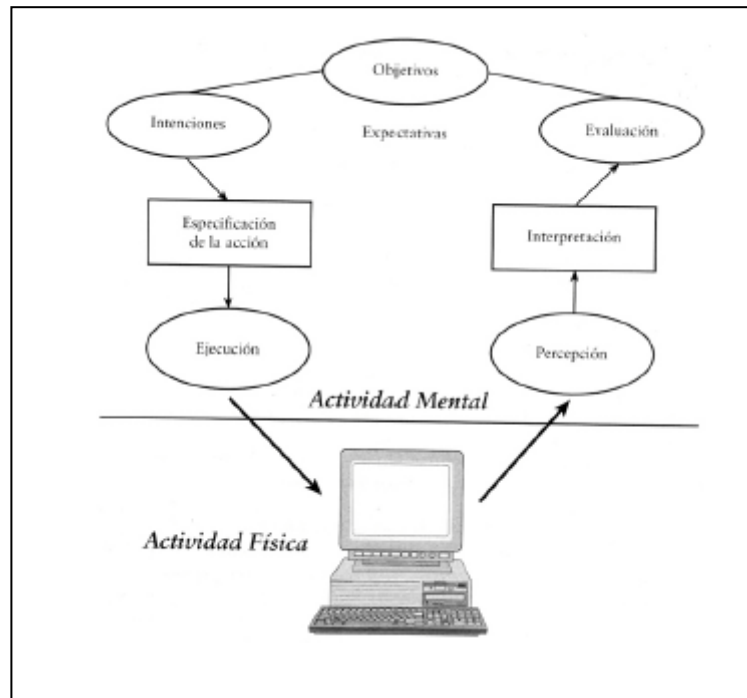 Objetivos
Intenciones
Expectativas
Evaluación
Especificación
de la acción
Interpretación
Ejecución
Percepción
Actividad Mental
Actividad Física